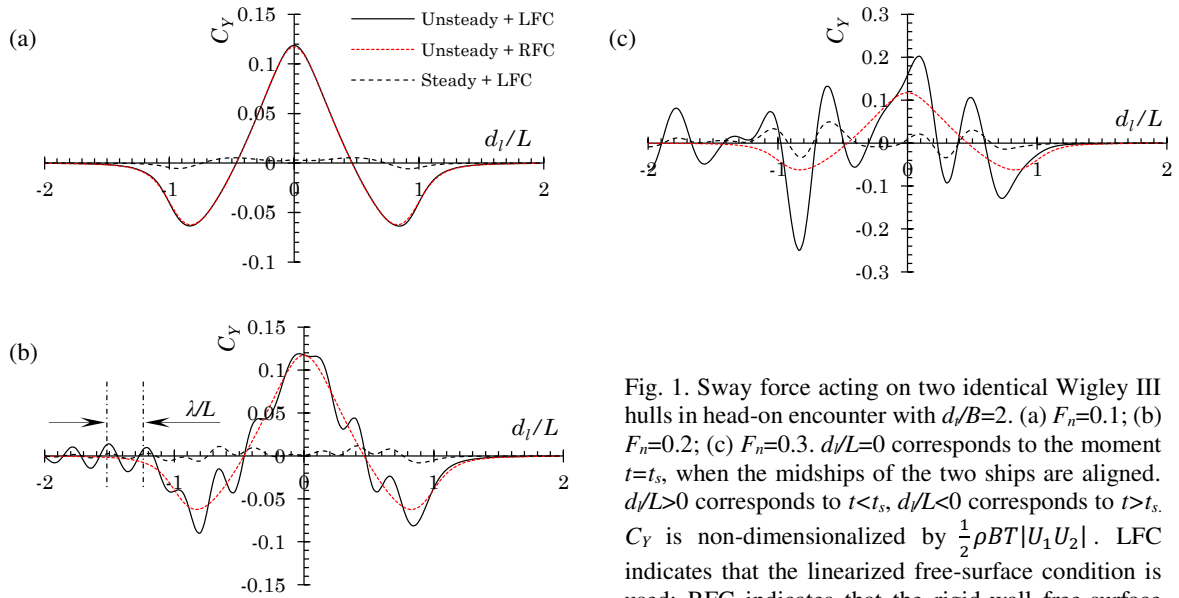 (a)
C_Y
0.15
0.1
0.05
0
-0.05
-0.1
-2
-1
0
1
2
d_l/L
Unsteady + LFC
Unsteady + RFC
Steady + LFC
(c)
C_Y
0.3
0.2
0.1
0.0
-0.1
-0.2
-0.3
-2
-1
0
1
2
d_l/L
(b)
C_Y
0.15
0.1
0.05
0
-0.05
-0.1
-0.15
-2
-1
0
1
2
λ/L
d_l/L
Fig. 1. Sway force acting on two identical Wigley III
hulls in head-on encounter with d_l/B=2. (a) F_n=0.1; (b)
F_n=0.2; (c) F_n=0.3. d_l/L=0 corresponds to the moment
t=t_s, when the midships of the two ships are aligned.
d_l/L>0 corresponds to t<t_s, d_l/L<0 corresponds to t>t_s.
C_Y is non-dimensionalized by ½ρBT|U₁U₂|. LFC
indicates that the linearized free-surface condition is
used; RFC indicates that the rigid wall free surface